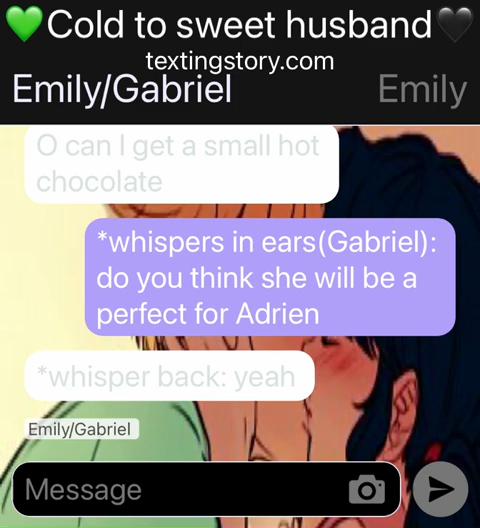 💚Cold to sweet husband🖤
textingstory.com
Emily/Gabriel
Emily
O can I get a small hot
chocolate
*whispers in ears(Gabriel):
do you think she will be a
perfect for Adrien
*whisper back: yeah
Emily/Gabriel
Message